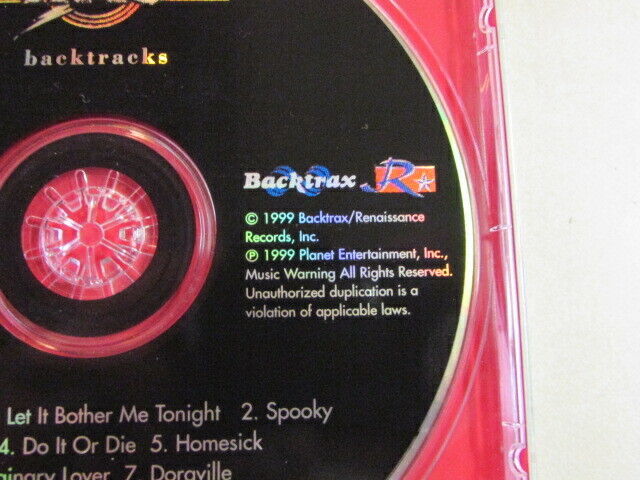 backtracks
Backtrax R
© 1999 Backtrax/Renaissance
Records, Inc.
℗ 1999 Planet Entertainment, Inc.,
Music Warning All Rights Reserved.
Unauthorized duplication is a
violation of applicable laws.
Let It Bother Me Tonight 2. Spooky
4. Do It Or Die 5. Homesick
Lover 7. Doraville